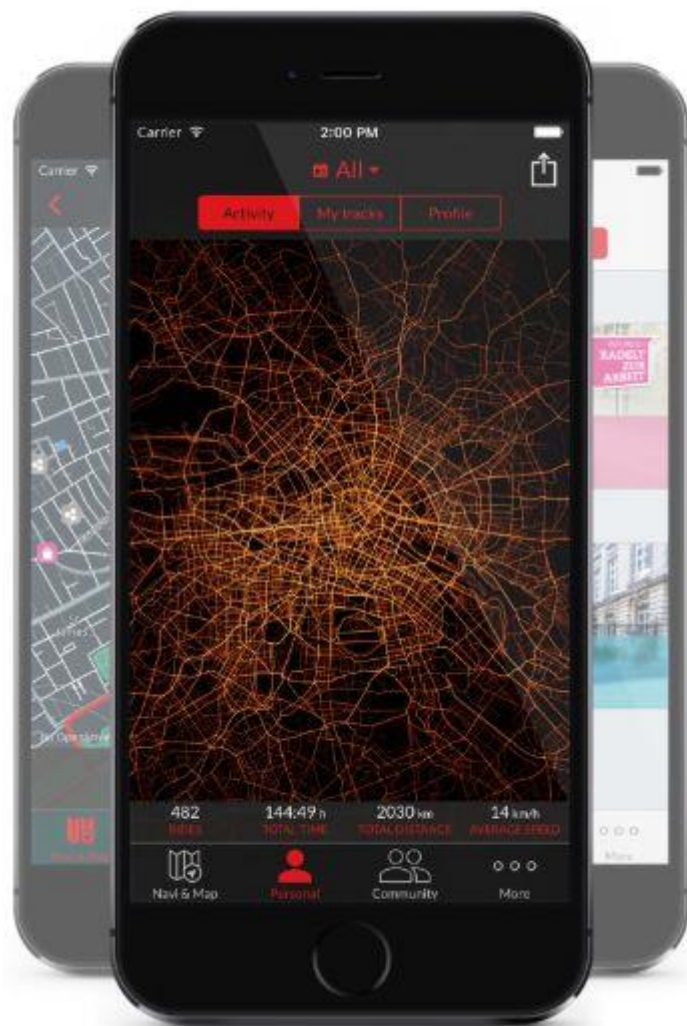 Carrier
2:00 PM
All
Activity
My tracks
Profile
482
RIDES
144:49 h
TOTAL TIME
2030 km
TOTAL DISTANCE
14 km/h
AVERAGE SPEED
Navi & Map
Personal
Community
More
Carrier
RADELT
ZUR
ARBEIT
More